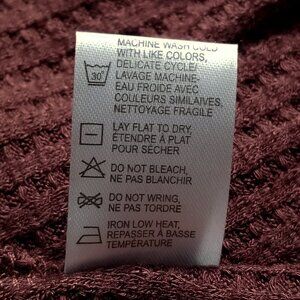 MACHINE WASH COLD
WITH LIKE COLORS,
DELICATE CYCLE/
LAVAGE MACHINE-
EAU FROIDE AVEC
COULEURS SIMILAIRES,
NETTOYAGE FRAGILE
30°
LAY FLAT TO DRY,
ÉTENDRE À PLAT
POUR SÉCHER
DO NOT BLEACH,
NE PAS BLANCHIR
DO NOT WRING,
NE PAS TORDRE
IRON LOW HEAT,
REPASSER À BASSE
TEMPÉRATURE